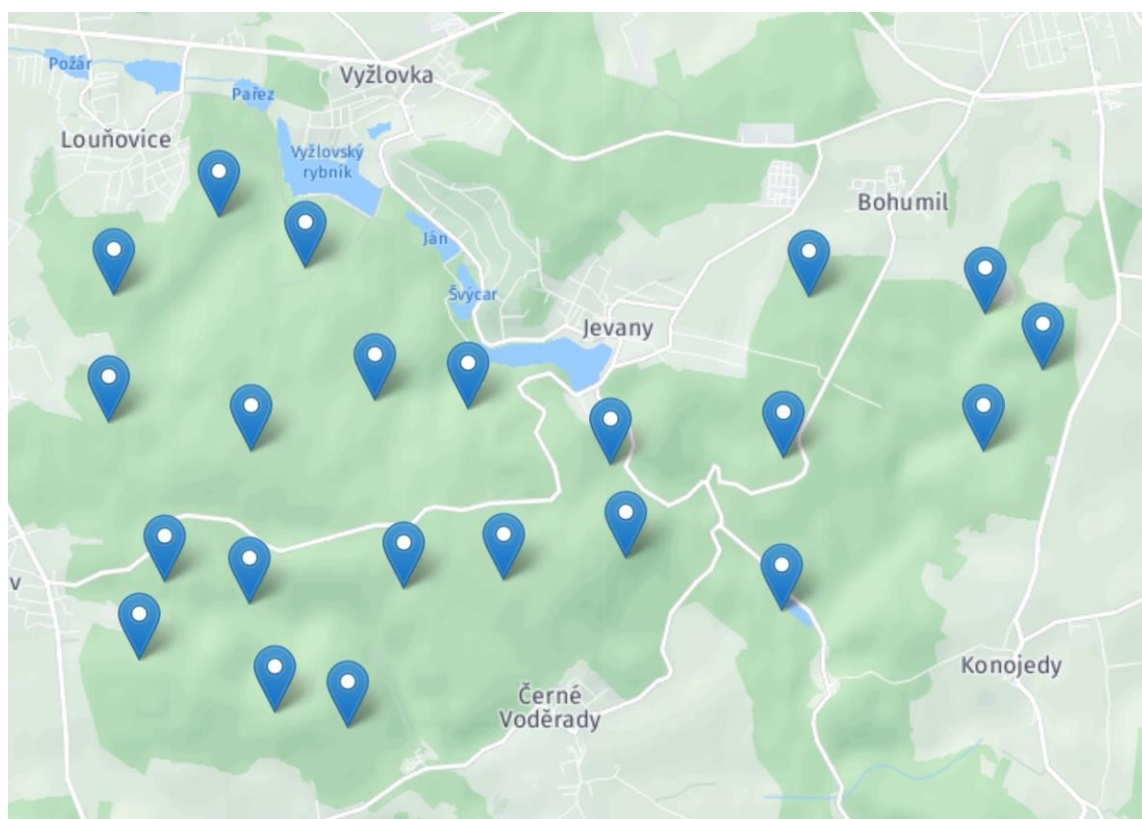 Požár
Vyžlovka
Pařez
Louňovice
Vyžlovský
rybník
Bohumil
Ján
Švýcar
Jevany
v
Konojedy
Černé
Voděrady